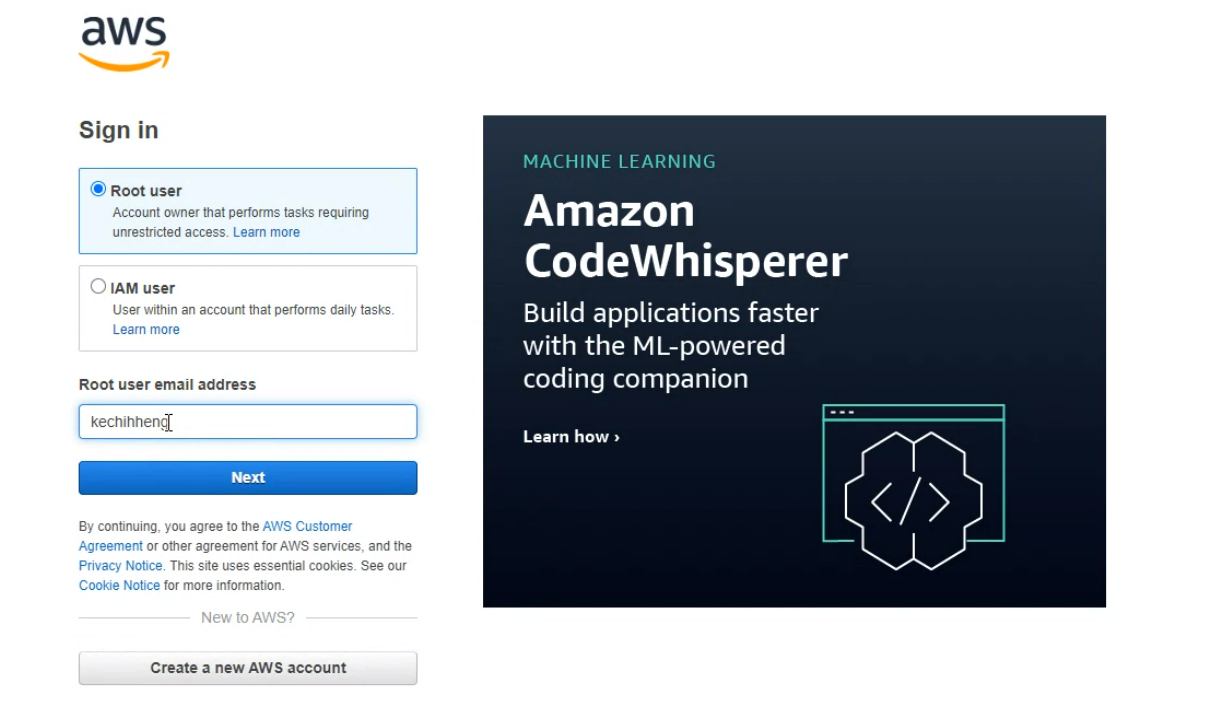 aws
Sign in
Root user
Account owner that performs tasks requiring
unrestricted access. Learn more
IAM user
User within an account that performs daily tasks.
Learn more
Root user email address
kechihheng
Next
By continuing, you agree to the AWS Customer
Agreement or other agreement for AWS services, and the
Privacy Notice. This site uses essential cookies. See our
Cookie Notice for more information.
New to AWS?
Create a new AWS account
MACHINE LEARNING
Amazon
CodeWhisperer
Build applications faster
with the ML-powered
coding companion
Learn how ›